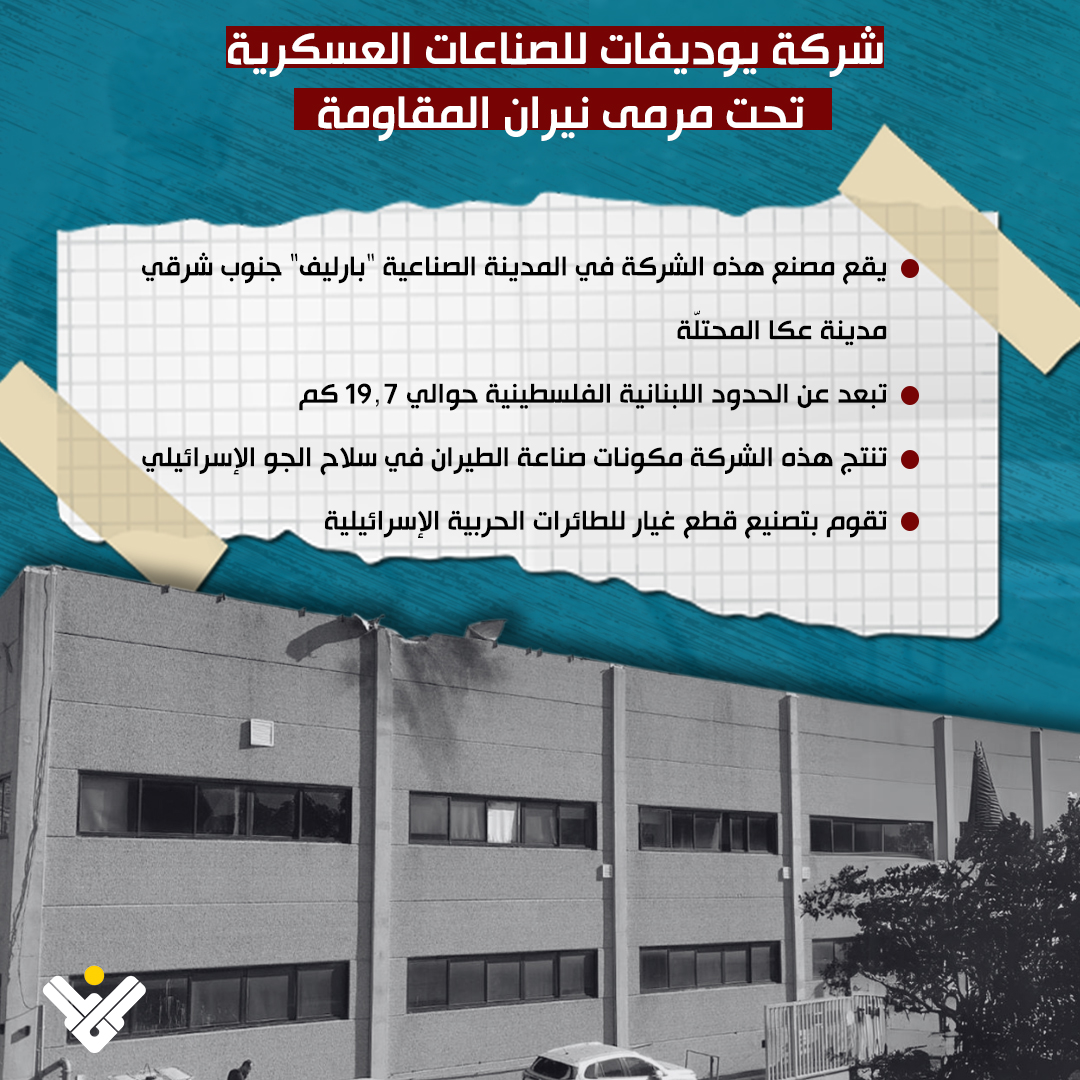 شركة يوديفات للصناعات العسكرية
تحت مرمى نيران المقاومة
يقع مصنع هذه الشركة في المدينة الصناعية "بارليف" جنوب شرقي
مدينة عكا المحتلّة
تبعد عن الحدود اللبنانية الفلسطينية حوالي 19,7 كم
تنتج هذه الشركة مكونات صناعة الطيران في سلاح الجو الإسرائيلي
تقوم بتصنيع قطع غيار للطائرات الحربية الإسرائيلية